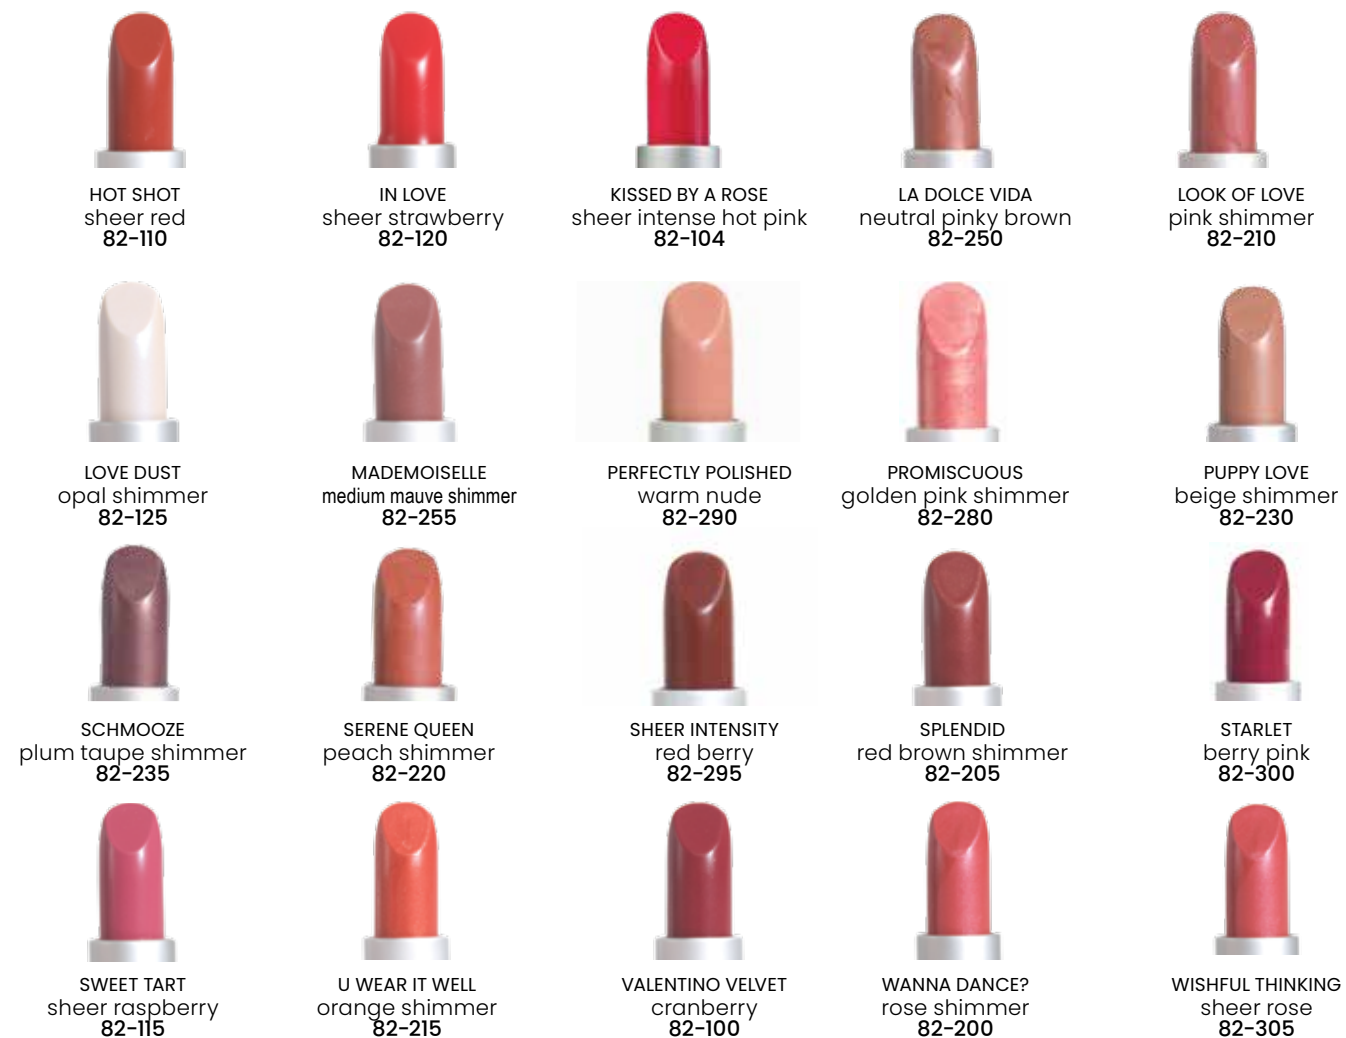 HOT SHOT
sheer red
82-110
IN LOVE
sheer strawberry
82-120
KISSED BY A ROSE
sheer intense hot pink
82-104
LA DOLCE VIDA
neutral pinky brown
82-250
LOOK OF LOVE
pink shimmer
82-210
LOVE DUST
opal shimmer
82-125
MADEMOISELLE
medium mauve shimmer
82-255
PERFECTLY POLISHED
warm nude
82-290
PROMISCUOUS
golden pink shimmer
82-280
PUPPY LOVE
beige shimmer
82-230
SCHMOOZE
plum taupe shimmer
82-235
SERENE QUEEN
peach shimmer
82-220
SHEER INTENSITY
red berry
82-295
SPLENDID
red brown shimmer
82-205
STARLET
berry pink
82-300
SWEET TART
sheer raspberry
82-115
U WEAR IT WELL
orange shimmer
82-215
VALENTINO VELVET
cranberry
82-100
WANNA DANCE?
rose shimmer
82-200
WISHFUL THINKING
sheer rose
82-305